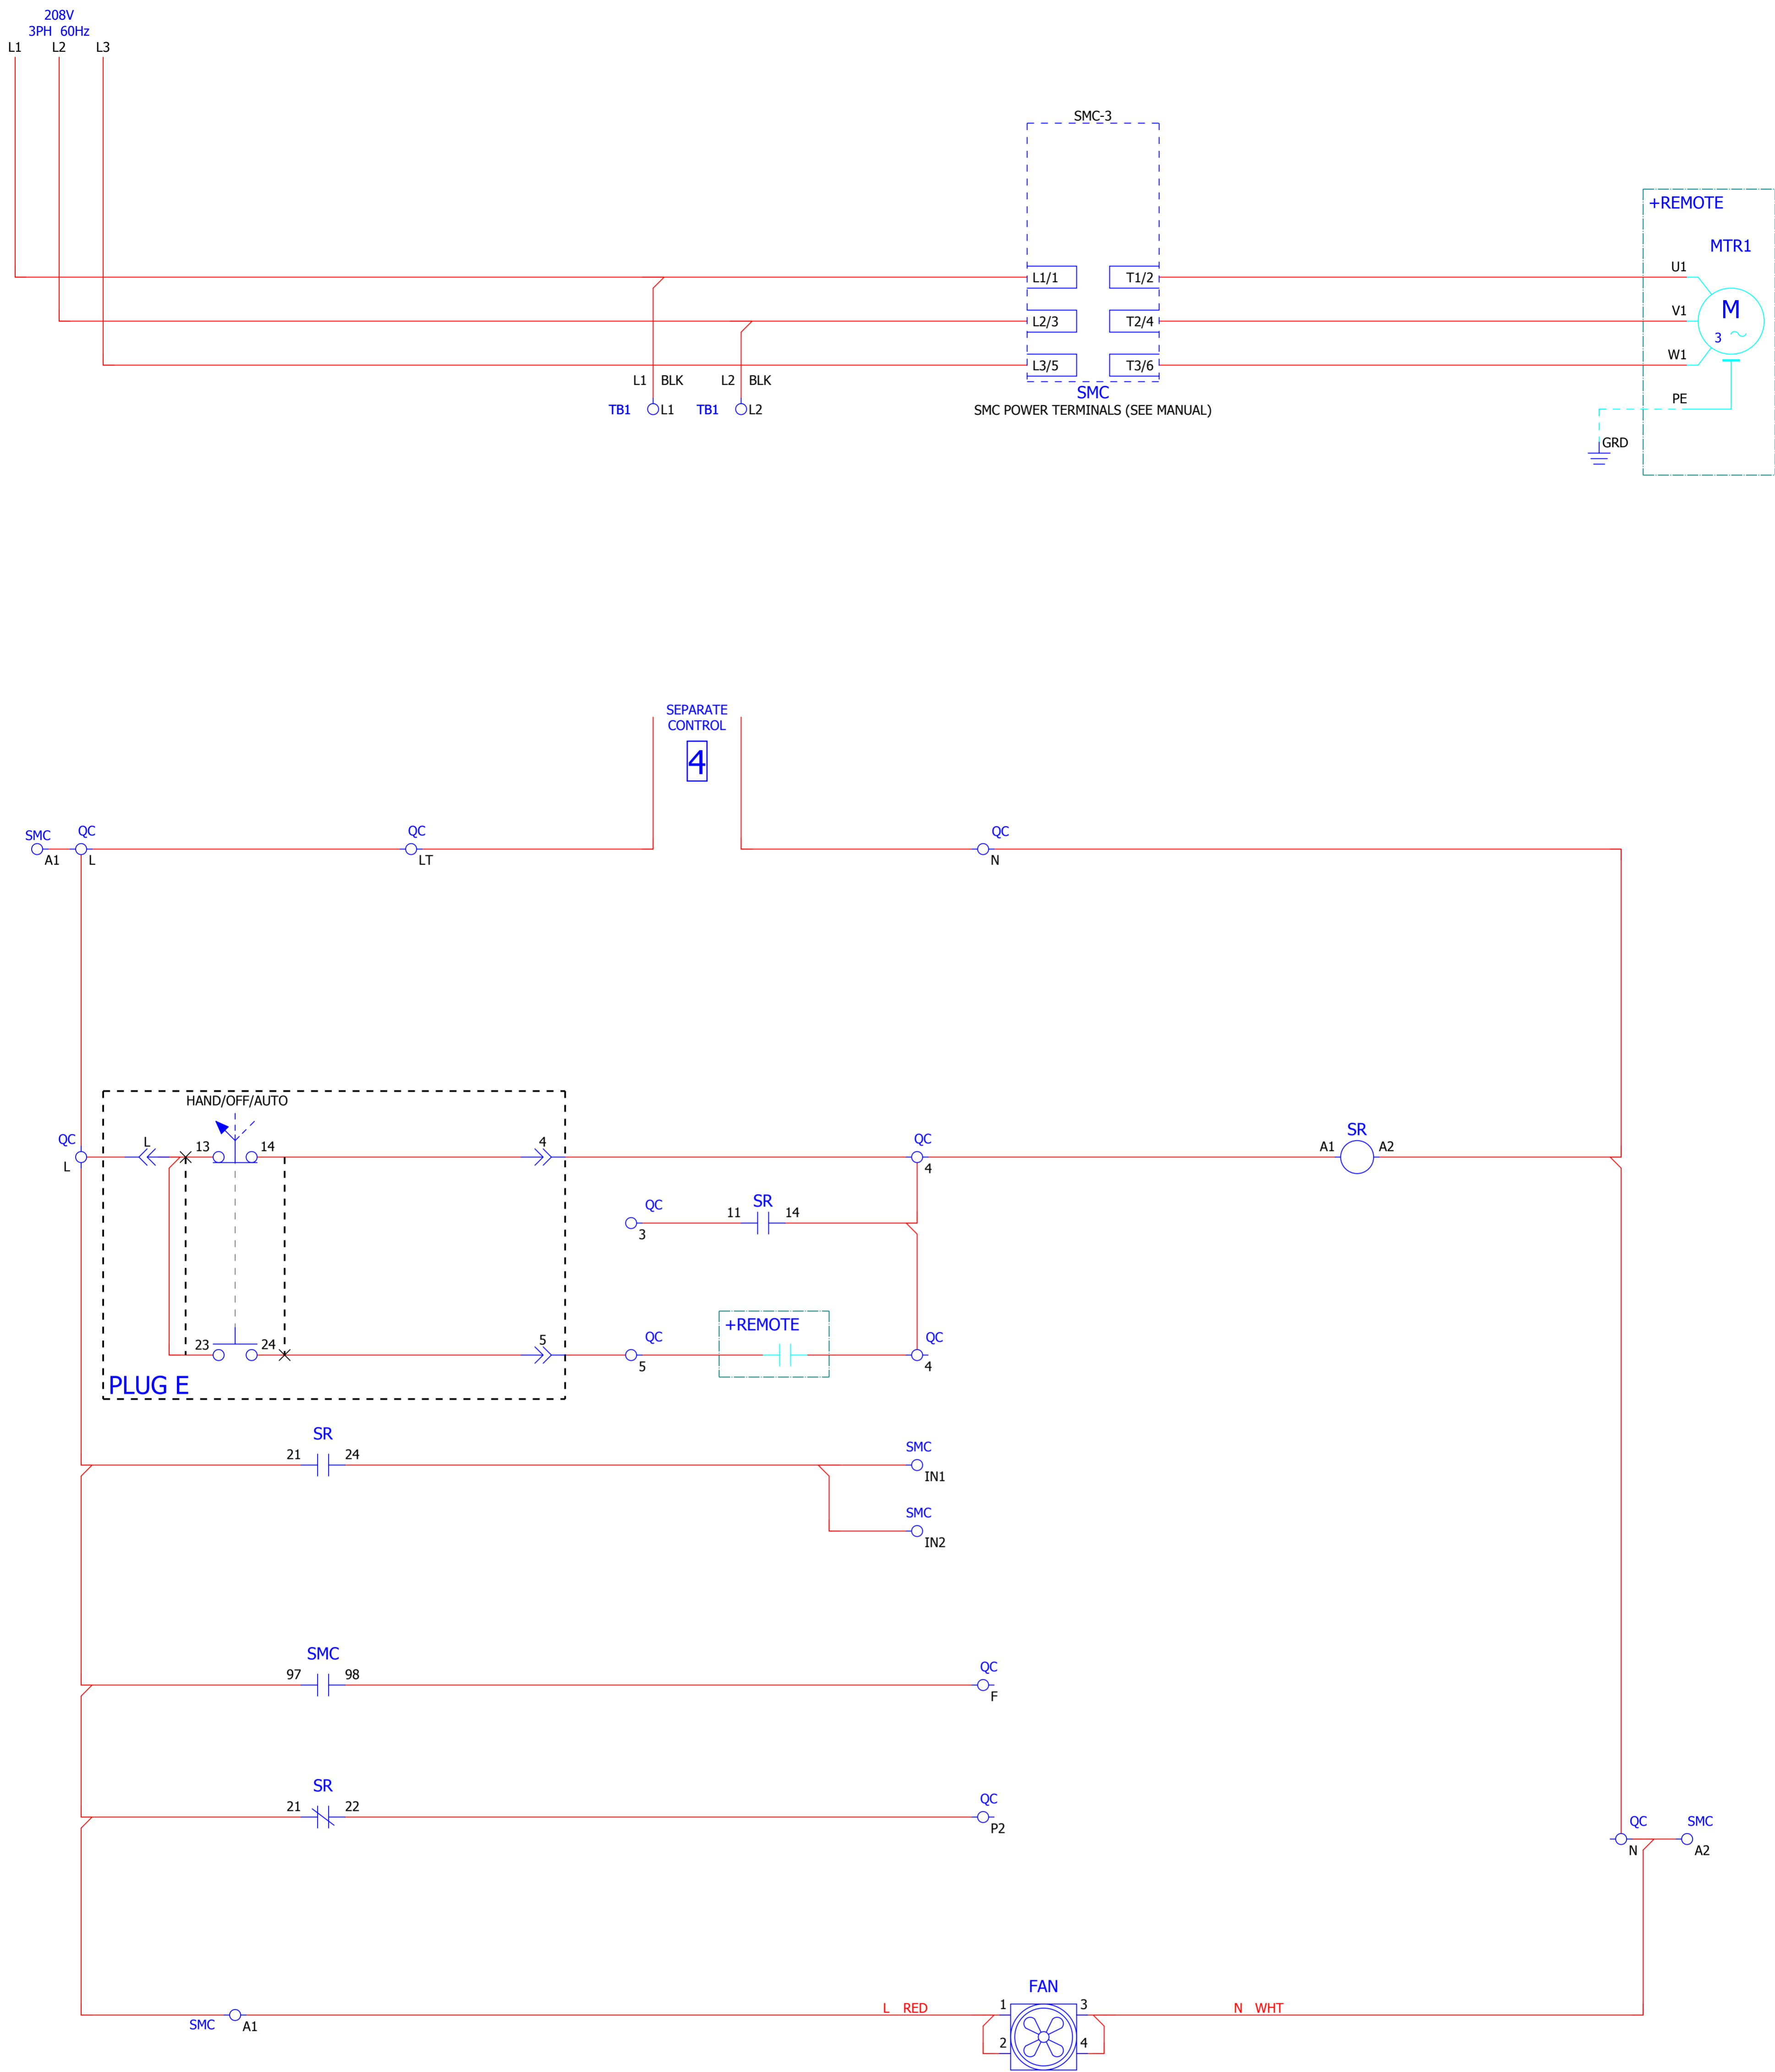 208V
3PH 60Hz
L1 L2 L3
SMC-3
+REMOTE
MTR1
U1
L1/1 T1/2
M
V1
3
L2/3 T2/4
W1
L3/5 T3/6
L1 BLK L2 BLK
SMC
PE
TB1 L1 TB1 L2
SMC POWER TERMINALS (SEE MANUAL)
GRD
SEPARATE
CONTROL
4
SMC QC QC QC
A1 L LT N
HAND/OFF/AUTO
QC L 13 14 4 QC A1 SR A2
L 4
QC 11 SR 14
3
+REMOTE
23 24 5 QC QC
5 4
PLUG E
SR
21 24 SMC
IN1
SMC
IN2
SMC
97 98 QC
F
SR
21 22 QC
P2
QC SMC
N A2
FAN
L RED 1 3 N WHT
SMC A1
2 4